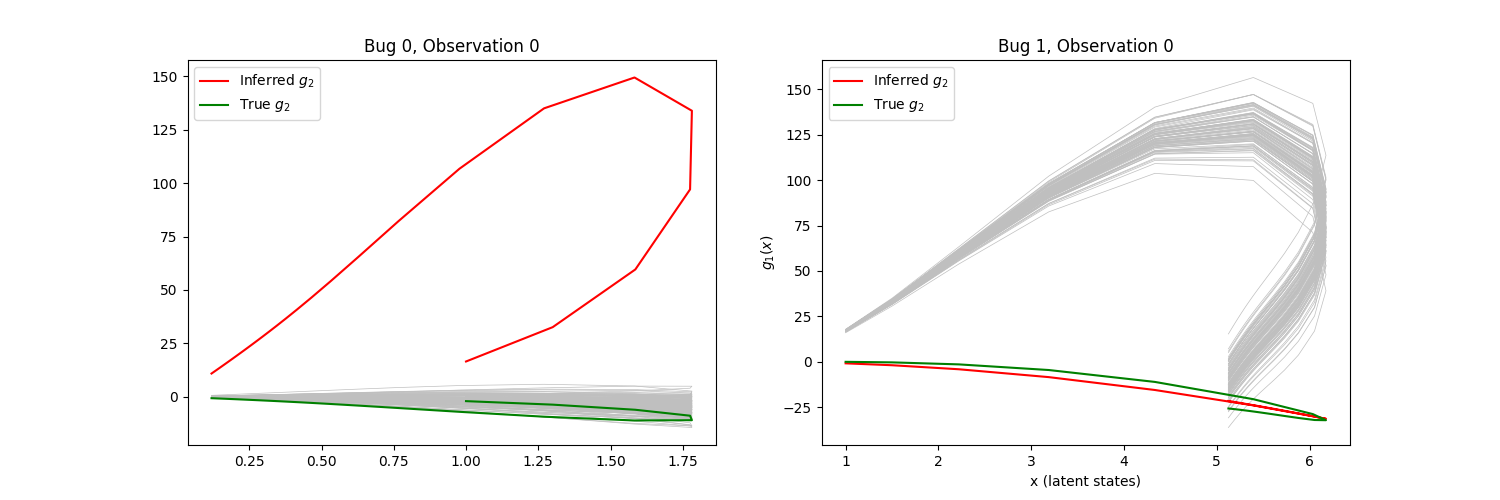 Bug 0, Observation 0
Inferred g₂
True g₂
150
125
100
75
50
25
0
0.25 0.50 0.75 1.00 1.25 1.50 1.75
Bug 1, Observation 0
Inferred g₂
True g₂
150
125
100
75
50
25
0
−25
g₁(x)
1 2 3 4 5 6
x (latent states)